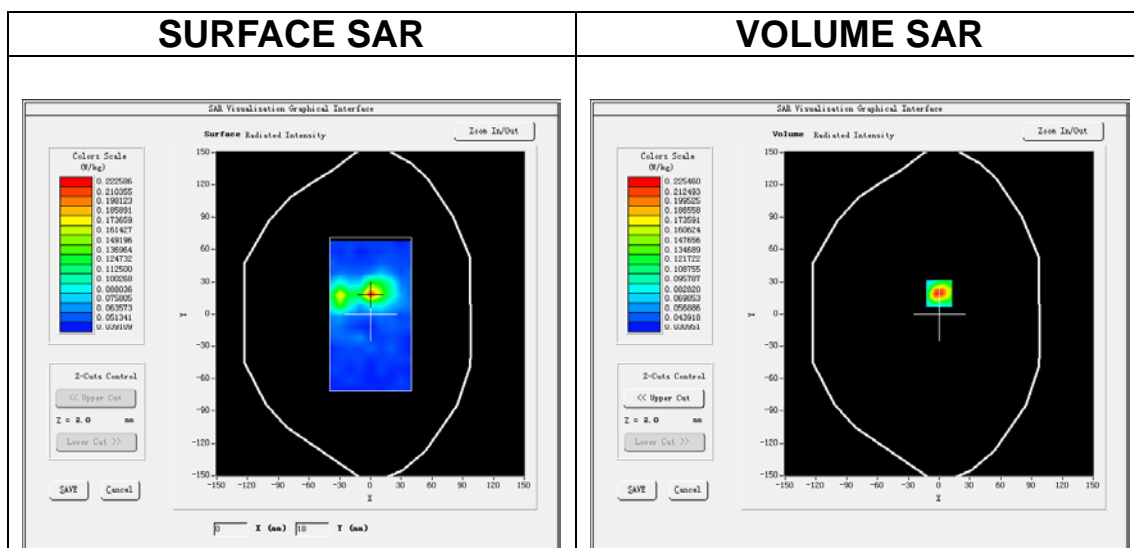 SURFACE SAR
SAR Visualisation Graphical Interface
Surface Radiated Intensity
Zoom In/Out
Colors Scale
(W/kg)
0.222586
0.210355
0.198123
0.185891
0.173659
0.161427
0.149196
0.136964
0.124732
0.112500
0.100268
0.088036
0.075805
0.063573
0.051341
0.039109
Z-Cuts Control
<< Upper Cut
Z = 2.0 mm
Lower Cut >>
SAVE Cancel
150
120
90
60
30
0
-30
-60
-90
-120
-150
Y
-150 -120 -90 -60 -30 0 30 60 90 120 150
X
0 X (mm) 18 Y (mm)
VOLUME SAR
SAR Visualisation Graphical Interface
Volume Radiated Intensity
Zoom In/Out
Colors Scale
(W/kg)
0.225460
0.212493
0.199525
0.186558
0.173591
0.160624
0.147656
0.134689
0.121722
0.108755
0.095787
0.082820
0.069853
0.056886
0.043918
0.030951
Z-Cuts Control
<< Upper Cut
Z = 2.0 mm
Lower Cut >>
SAVE Cancel
150
120
90
60
30
0
-30
-60
-90
-120
-150
Y
-150 -120 -90 -60 -30 0 30 60 90 120 150
X